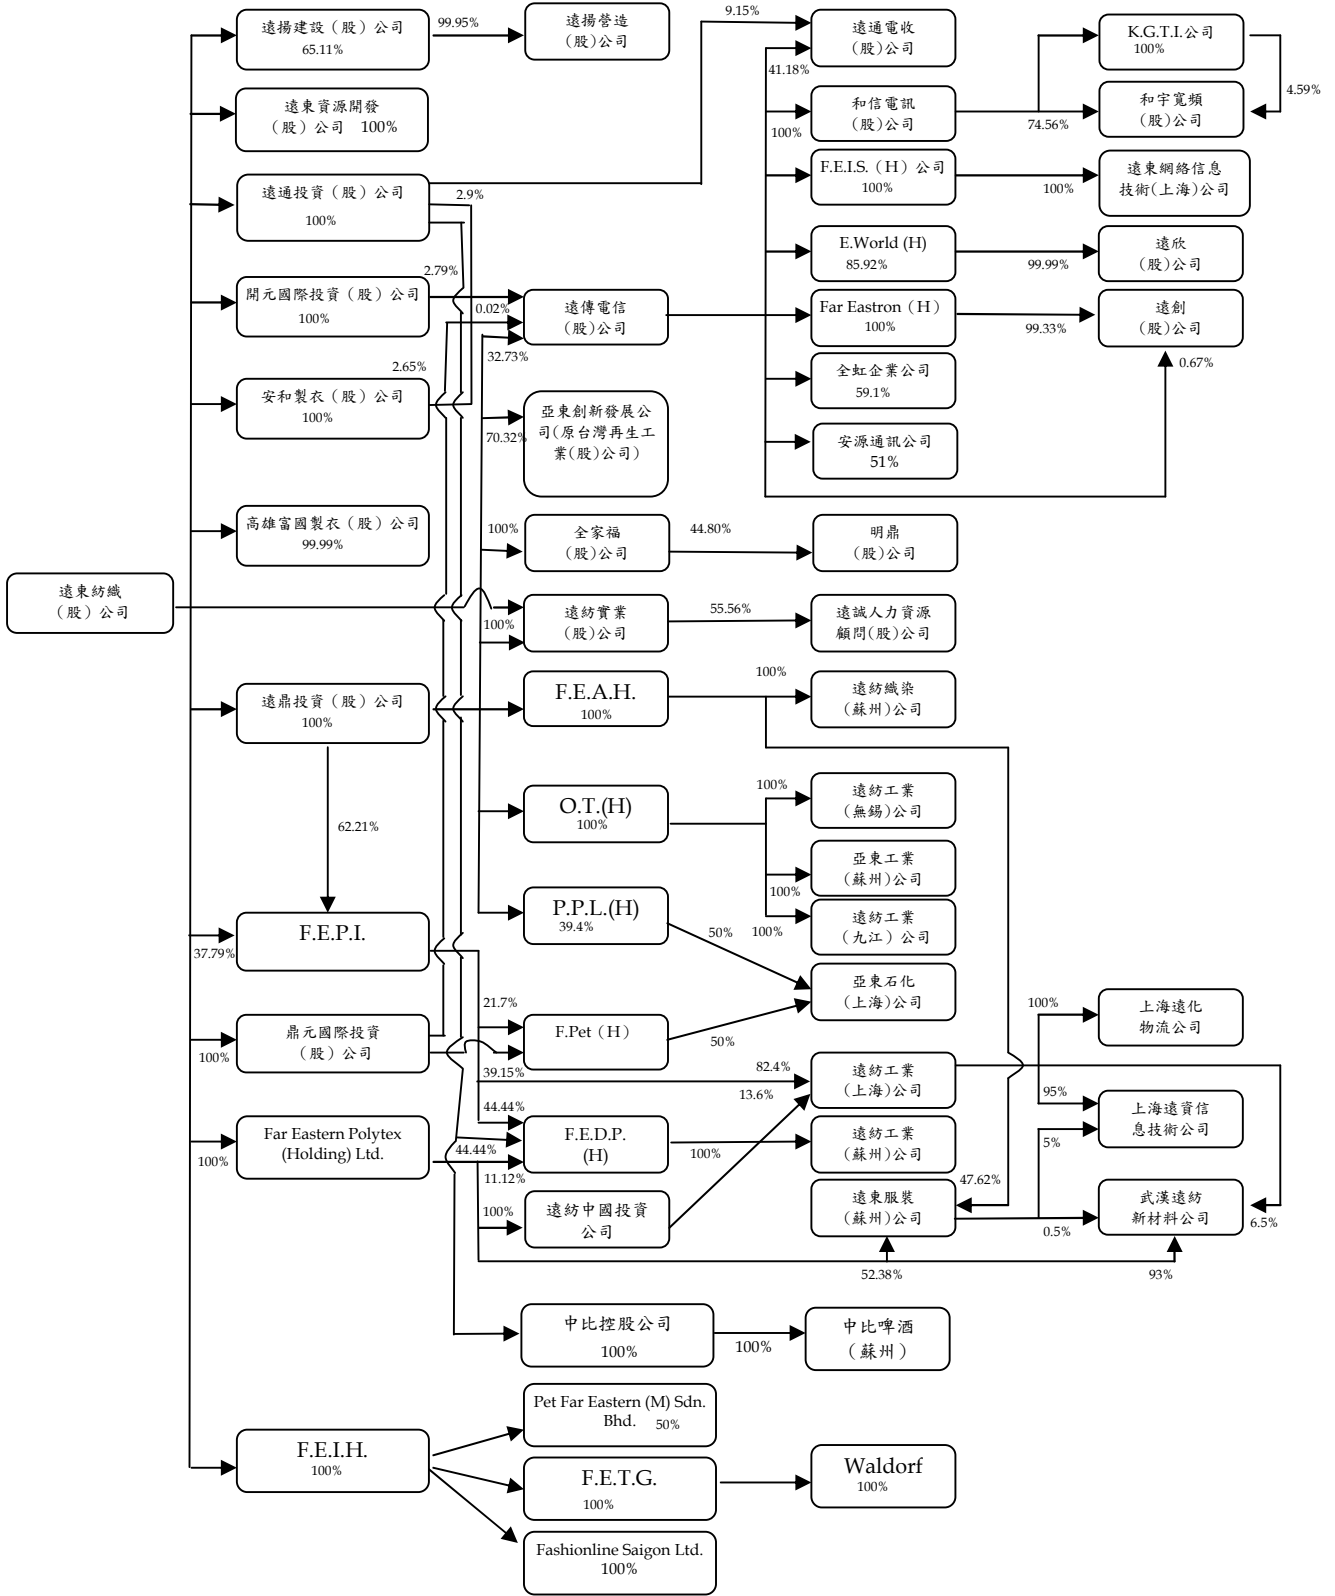 遠東紡織
（股）公司
遠揚建設（股）公司
65.11%
99.95%
遠揚營造
(股)公司
遠東資源開發
（股）公司 100%
遠通投資（股）公司
100%
9.15%
2.9%
2.79%
開元國際投資（股）公司
100%
0.02%
32.73%
安和製衣（股）公司
100%
2.65%
高雄富國製衣（股）公司
99.99%
遠鼎投資（股）公司
100%
62.21%
F.E.P.I.
37.79%
鼎元國際投資
（股）公司
100%
Far Eastern Polytex
(Holding) Ltd.
100%
F.E.I.H.
100%
遠傳電信
(股)公司
亞東創新發展公
司(原台灣再生工
業(股)公司)
70.32%
全家福
(股)公司
100%
44.80%
明鼎
(股)公司
遠紡實業
(股)公司
100%
55.56%
遠誠人力資源
顧問(股)公司
F.E.A.H.
100%
100%
遠紡織染
(蘇州)公司
O.T.(H)
100%
100%
遠紡工業
(無錫)公司
100%
亞東工業
(蘇州)公司
100%
遠紡工業
(九江）公司
P.P.L.(H)
39.4%
50%
亞東石化
(上海)公司
F.Pet（H）
21.7%
39.15%
50%
82.4%
13.6%
遠紡工業
(上海)公司
F.E.D.P.
(H)
44.44%
44.44%
11.12%
100%
遠紡工業
(蘇州)公司
遠紡中國投資
公司
100%
遠東服裝
(蘇州)公司
47.62%
52.38%
93%
100%
上海遠化
物流公司
95%
5%
上海遠資信
息技術公司
0.5%
6.5%
武漢遠紡
新材料公司
中比控股公司
100%
100%
中比啤酒
（蘇州）
Pet Far Eastern (M) Sdn.
Bhd. 50%
F.E.T.G.
100%
Waldorf
100%
Fashionline Saigon Ltd.
100%
遠通電收
(股)公司
41.18%
和信電訊
(股)公司
100%
K.G.T.I.公司
100%
4.59%
74.56%
和宇寬頻
(股)公司
F.E.I.S.（H）公司
100%
100%
遠東網絡信息
技術(上海)公司
E.World (H)
85.92%
99.99%
遠欣
(股)公司
Far Eastron（H）
100%
99.33%
遠創
(股)公司
0.67%
全虹企業公司
59.1%
安源通訊公司
51%